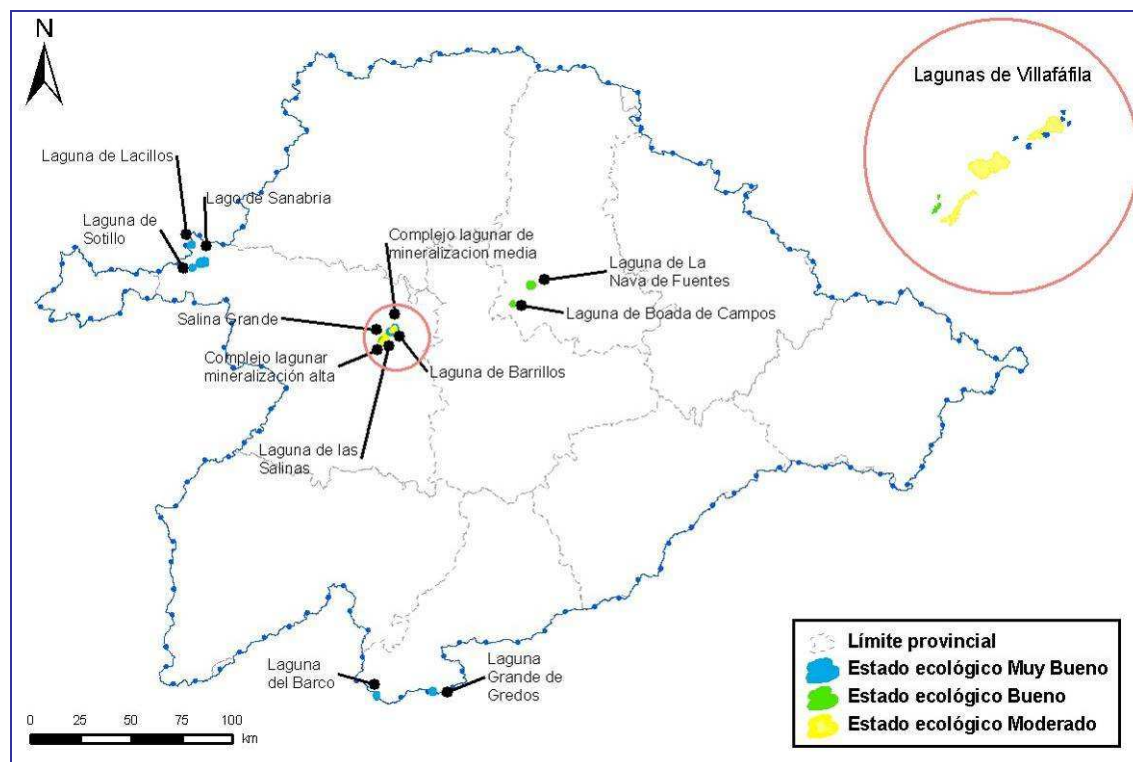 N
Lagunas de Villafáfila
Laguna de Lacillos
Lago de Sanabria
Laguna de
Sotillo
Complejo lagunar de
mineralizacion media
Laguna de La
Nava de Fuentes
Laguna de Boada de Campos
Salina Grande
Complejo lagunar
mineralización alta
Laguna de Barrillos
Laguna de las
Salinas
Laguna
del Barco
Laguna
Grande de
Gredos
0 25 50 75 100
km
Límite provincial
Estado ecológico Muy Bueno
Estado ecológico Bueno
Estado ecológico Moderado